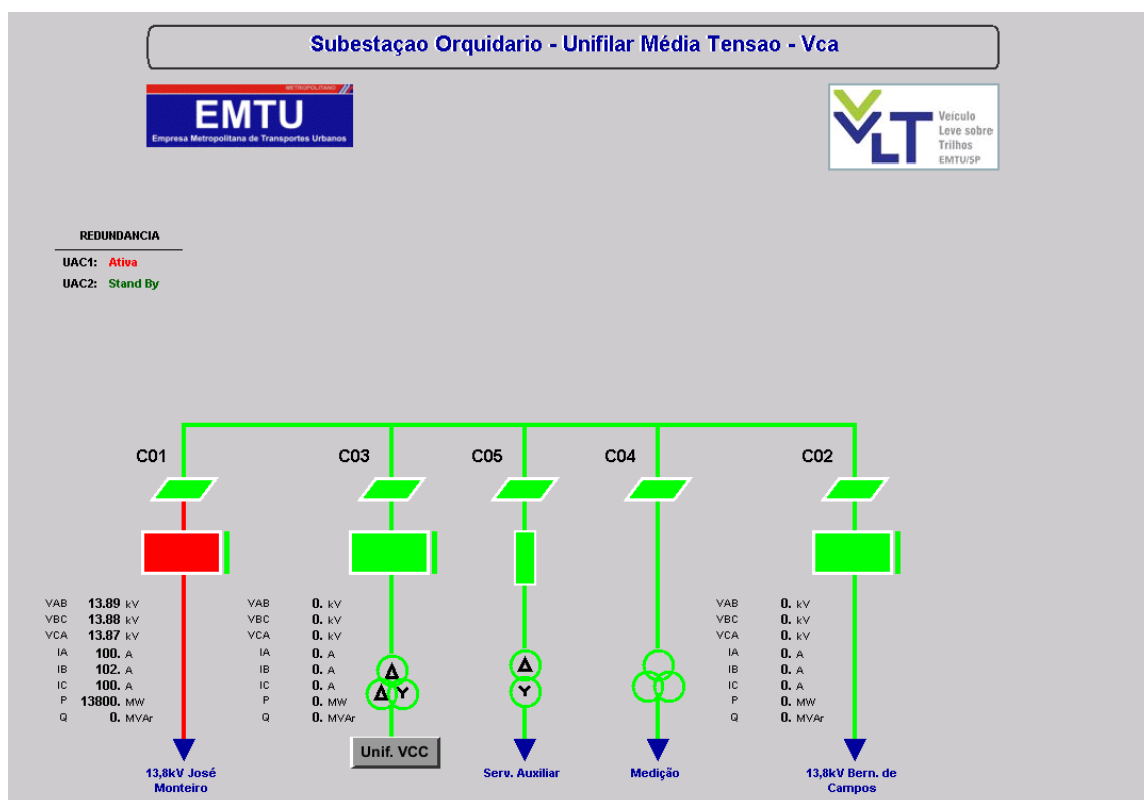 Subestaçao Orquidario - Unifilar Média Tensao - Vca
METROPOLITANO
EMTU
Empresa Metropolitana de Transportes Urbanos
VLT
Veículo
Leve sobre
Trilhos
EMTU/SP
REDUNDANCIA
UAC1: Ativa
UAC2: Stand By
C01
C03
C05
C04
C02
VAB 13.89 kV
VBC 13.88 kV
VCA 13.87 kV
IA 100. A
IB 102. A
IC 100. A
P 13800. MW
Q 0. MVAr
VAB 0. kV
VBC 0. kV
VCA 0. kV
IA 0. A
IB 0. A
IC 0. A
P 0. MW
Q 0. MVAr
Δ
Δ Y
Δ
Y
VAB 0. kV
VBC 0. kV
VCA 0. kV
IA 0. A
IB 0. A
IC 0. A
P 0. MW
Q 0. MVAr
13,8kV José
Monteiro
Unif. VCC
Serv. Auxiliar
Medição
13,8kV Bern. de
Campos